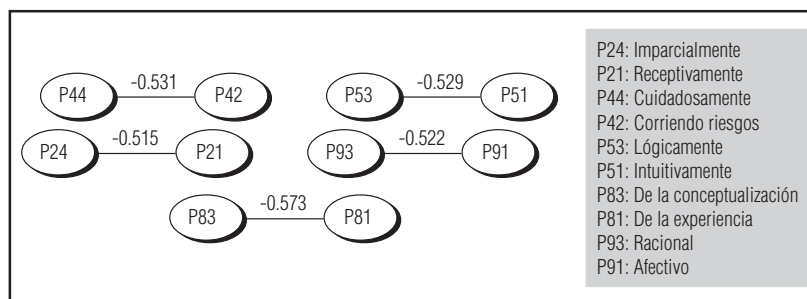 -0.531
P44
P42
-0.529
P53
P51
-0.515
P24
P21
-0.522
P93
P91
-0.573
P83
P81
P24: Imparcialmente
P21: Receptivamente
P44: Cuidadosamente
P42: Corriendo riesgos
P53: Lógicamente
P51: Intuitivamente
P83: De la conceptualización
P81: De la experiencia
P93: Racional
P91: Afectivo